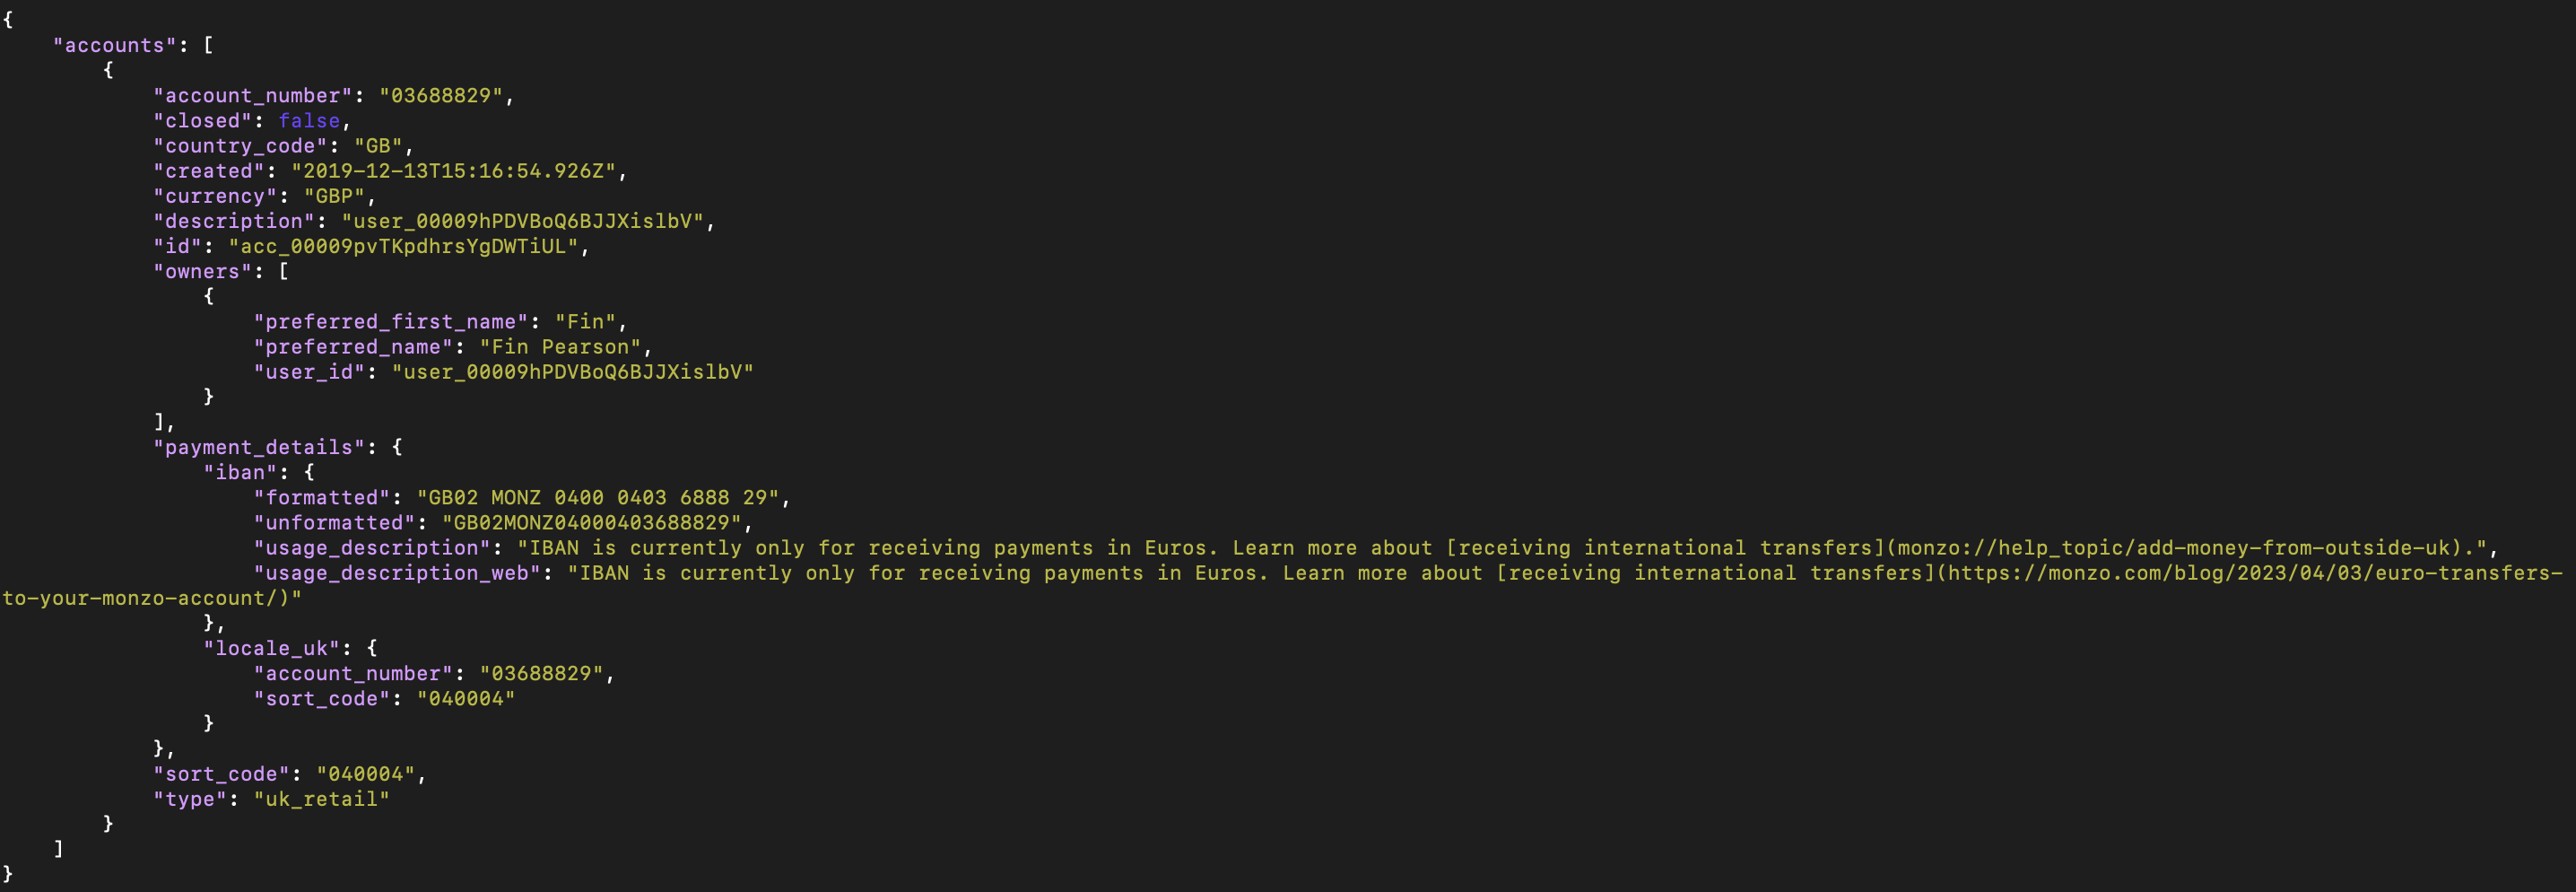 {
    "accounts": [
        {
            "account_number": "03688829",
            "closed": false,
            "country_code": "GB",
            "created": "2019-12-13T15:16:54.926Z",
            "currency": "GBP",
            "description": "user_00009hPDVBoQ6BJJXislbV",
            "id": "acc_00009pvTKpdhrsYgDWTiUL",
            "owners": [
                {
                    "preferred_first_name": "Fin",
                    "preferred_name": "Fin Pearson",
                    "user_id": "user_00009hPDVBoQ6BJJXislbV"
                }
            ],
            "payment_details": {
                "iban": {
                    "formatted": "GB02 MONZ 0400 0403 6888 29",
                    "unformatted": "GB02MONZ04000403688829",
                    "usage_description": "IBAN is currently only for receiving payments in Euros. Learn more about [receiving international transfers](monzo://help_topic/add-money-from-outside-uk).",
                    "usage_description_web": "IBAN is currently only for receiving payments in Euros. Learn more about [receiving international transfers](https://monzo.com/blog/2023/04/03/euro-transfers-
to-your-monzo-account/)"
                },
                "locale_uk": {
                    "account_number": "03688829",
                    "sort_code": "040004"
                }
            },
            "sort_code": "040004",
            "type": "uk_retail"
        }
    ]
}